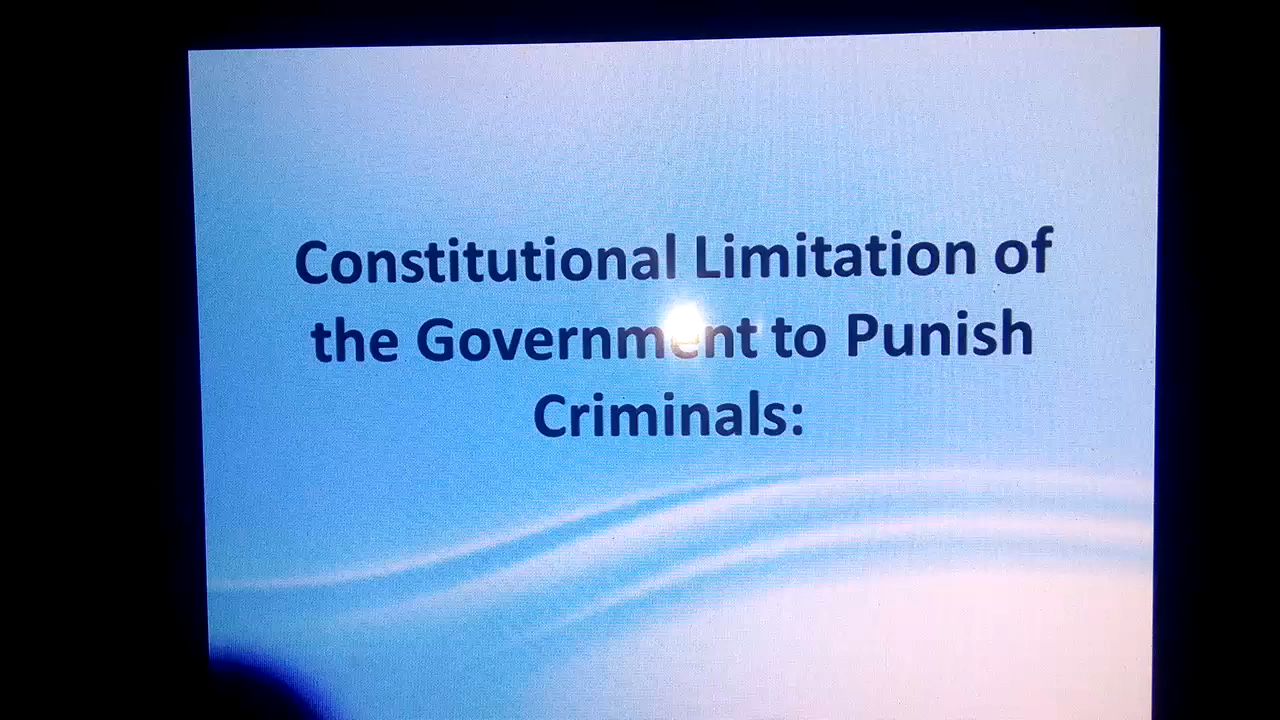 Constitutional Limitation of
the Government to Punish
Criminals: